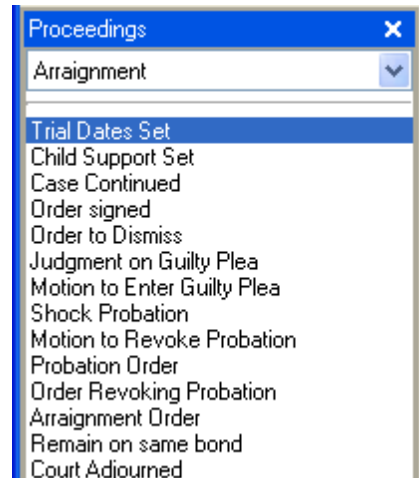 Proceedings
Arraignment
Trial Dates Set
Child Support Set
Case Continued
Order signed
Order to Dismiss
Judgment on Guilty Plea
Motion to Enter Guilty Plea
Shock Probation
Motion to Revoke Probation
Probation Order
Order Revoking Probation
Arraignment Order
Remain on same bond
Court Adjourned